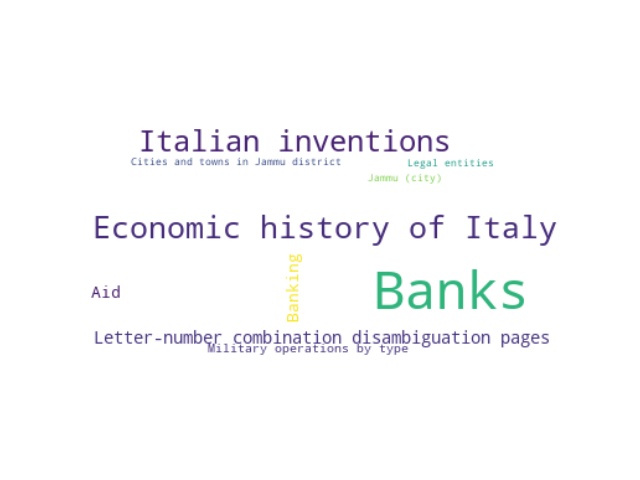 Italian inventions
Cities and towns in Jammu district
Legal entities
Jammu (city)
Economic history of Italy
Banking
Banks
Aid
Letter-number combination disambiguation pages
Military operations by type